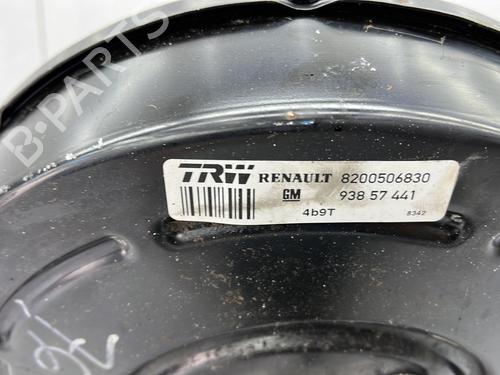 B-PARTS
TRW RENAULT 8200506830
GM 938 57 441
4b9T 8342